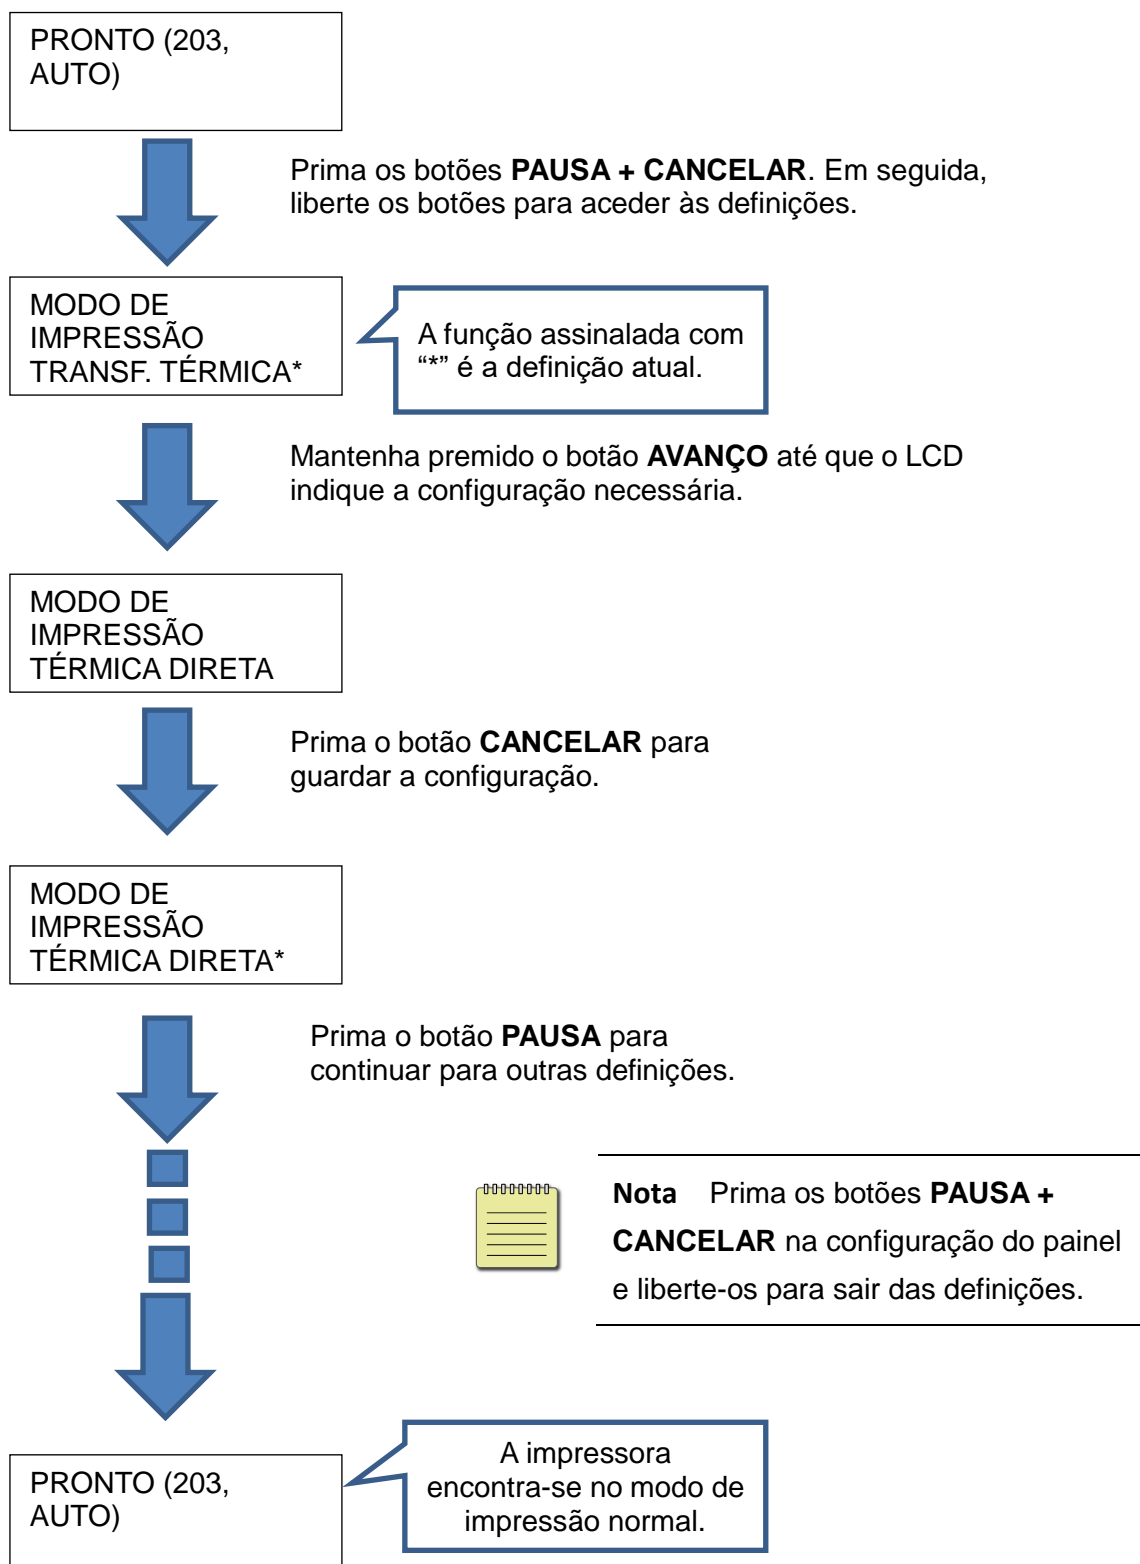 PRONTO (203,
AUTO)
Prima os botões PAUSA + CANCELAR. Em seguida,
liberte os botões para aceder às definições.
MODO DE
IMPRESSÃO
TRANSF. TÉRMICA*
A função assinalada com
“*” é a definição atual.
Mantenha premido o botão AVANÇO até que o LCD
indique a configuração necessária.
MODO DE
IMPRESSÃO
TÉRMICA DIRETA
Prima o botão CANCELAR para
guardar a configuração.
MODO DE
IMPRESSÃO
TÉRMICA DIRETA*
Prima o botão PAUSA para
continuar para outras definições.
Nota Prima os botões PAUSA +
CANCELAR na configuração do painel
e liberte-os para sair das definições.
A impressora
encontra-se no modo de
impressão normal.
PRONTO (203,
AUTO)